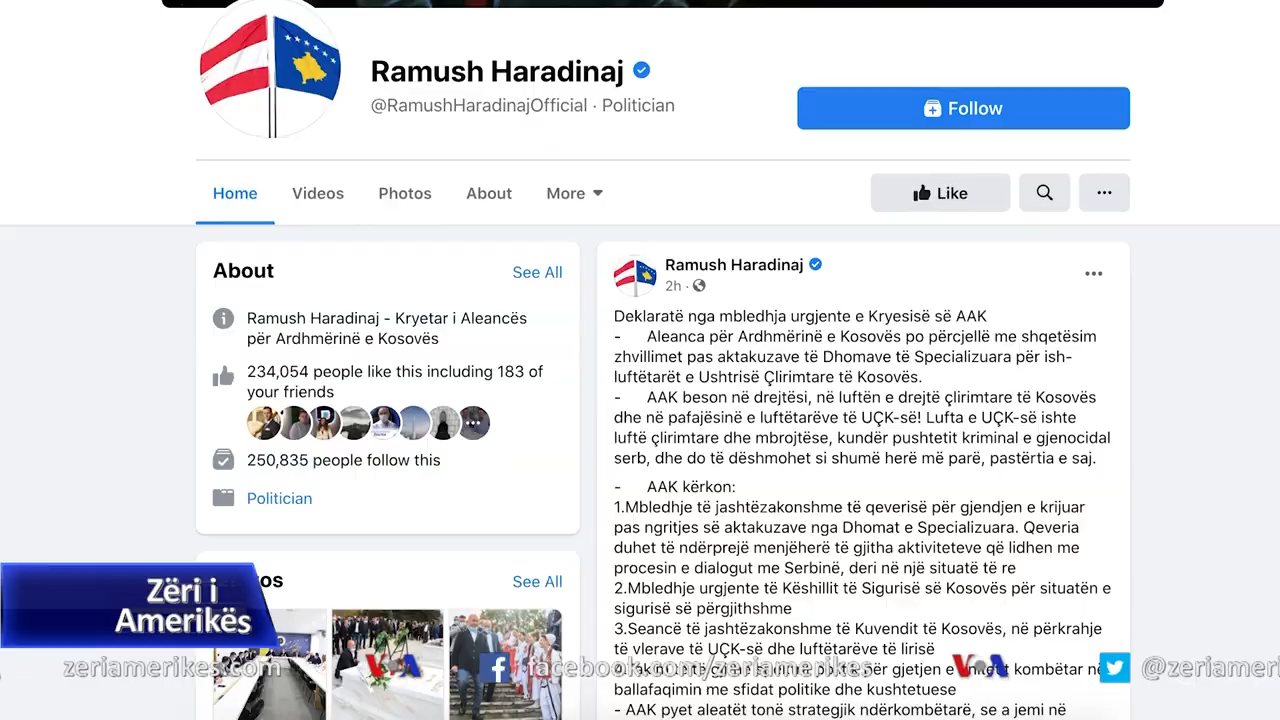 Ramush Haradinaj
@RamushHaradinajOfficial · Politician
Follow
Home
Videos
Photos
About
More
Like
About
See All
Ramush Haradinaj - Kryetar i Aleancës
për Ardhmërinë e Kosovës
234,054 people like this including 183 of
your friends
250,835 people follow this
Politician
See All
Ramush Haradinaj
2h ·
Deklaratë nga mbledhja urgjente e Kryesisë së AAK
- Aleanca për Ardhmërinë e Kosovës po përcjellë me shqetësim
zhvillimet pas aktakuzave të Dhomave të Specializuara për ish-
luftëtarët e Ushtrisë Çlirimtare të Kosovës.
- AAK beson në drejtësi, në luftën e drejtë çlirimtare të Kosovës
dhe në pafajësinë e luftëtarëve të UÇK-së! Lufta e UÇK-së ishte
luftë çlirimtare dhe mbrojtëse, kundër pushtetit kriminal e gjenocidal
serb, dhe do të dëshmohet si shumë herë më parë, pastërtia e saj.
- AAK kërkon:
1.Mbledhje të jashtëzakonshme të qeverisë për gjendjen e krijuar
pas ngritjes së aktakuzave nga Dhomat e Specializuara. Qeveria
duhet të ndërprejë menjëherë të gjitha aktiviteteve që lidhen me
procesin e dialogut me Serbinë, deri në një situatë të re
2.Mbledhje urgjente të Këshillit të Sigurisë së Kosovës për situatën e
sigurisë së përgjithshme
3.Seancë të jashtëzakonshme të Kuvendit të Kosovës, në përkrahje
të vlerave të UÇK-së dhe luftëtarëve të lirisë
për gjetjen e unitetit kombëtar në
ballafaqimin me sfidat politike dhe kushtetuese
- AAK pyet aleatët tonë strategjik ndërkombëtarë, se a jemi në
Zëri i
Amerikës
zeriamerikes.com
VOA
facebook.com/zeriamerikes
VOA
@zeriameri